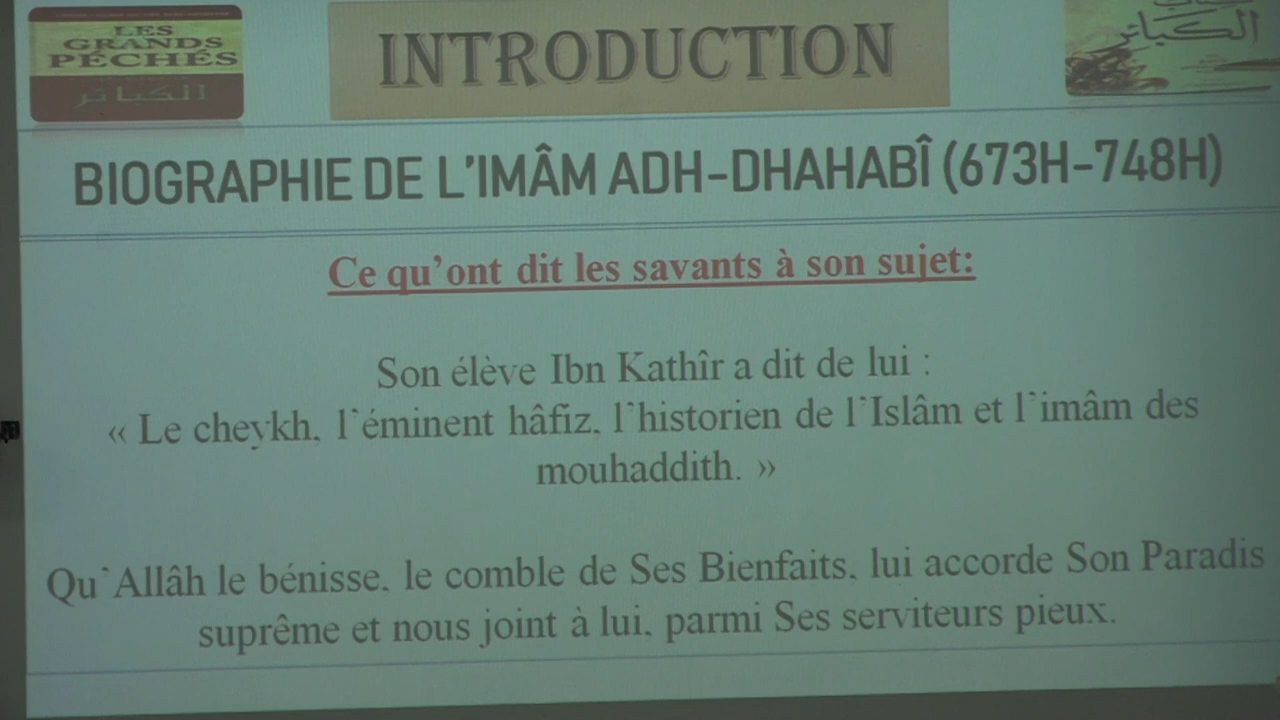 LES
GRANDS
PÉCHÉS
الكبائر
INTRODUCTION
الكبائر
BIOGRAPHIE DE L'IMÂM ADH-DHAHABÎ (673H-748H)
Ce qu'ont dit les savants à son sujet:
Son élève Ibn Kathîr a dit de lui :
« Le cheykh, l'éminent hâfiz, l'historien de l'Islâm et l'imâm des
mouhaddith. »
Qu'Allâh le bénisse, le comble de Ses Bienfaits, lui accorde Son Paradis
suprême et nous joint à lui, parmi Ses serviteurs pieux.